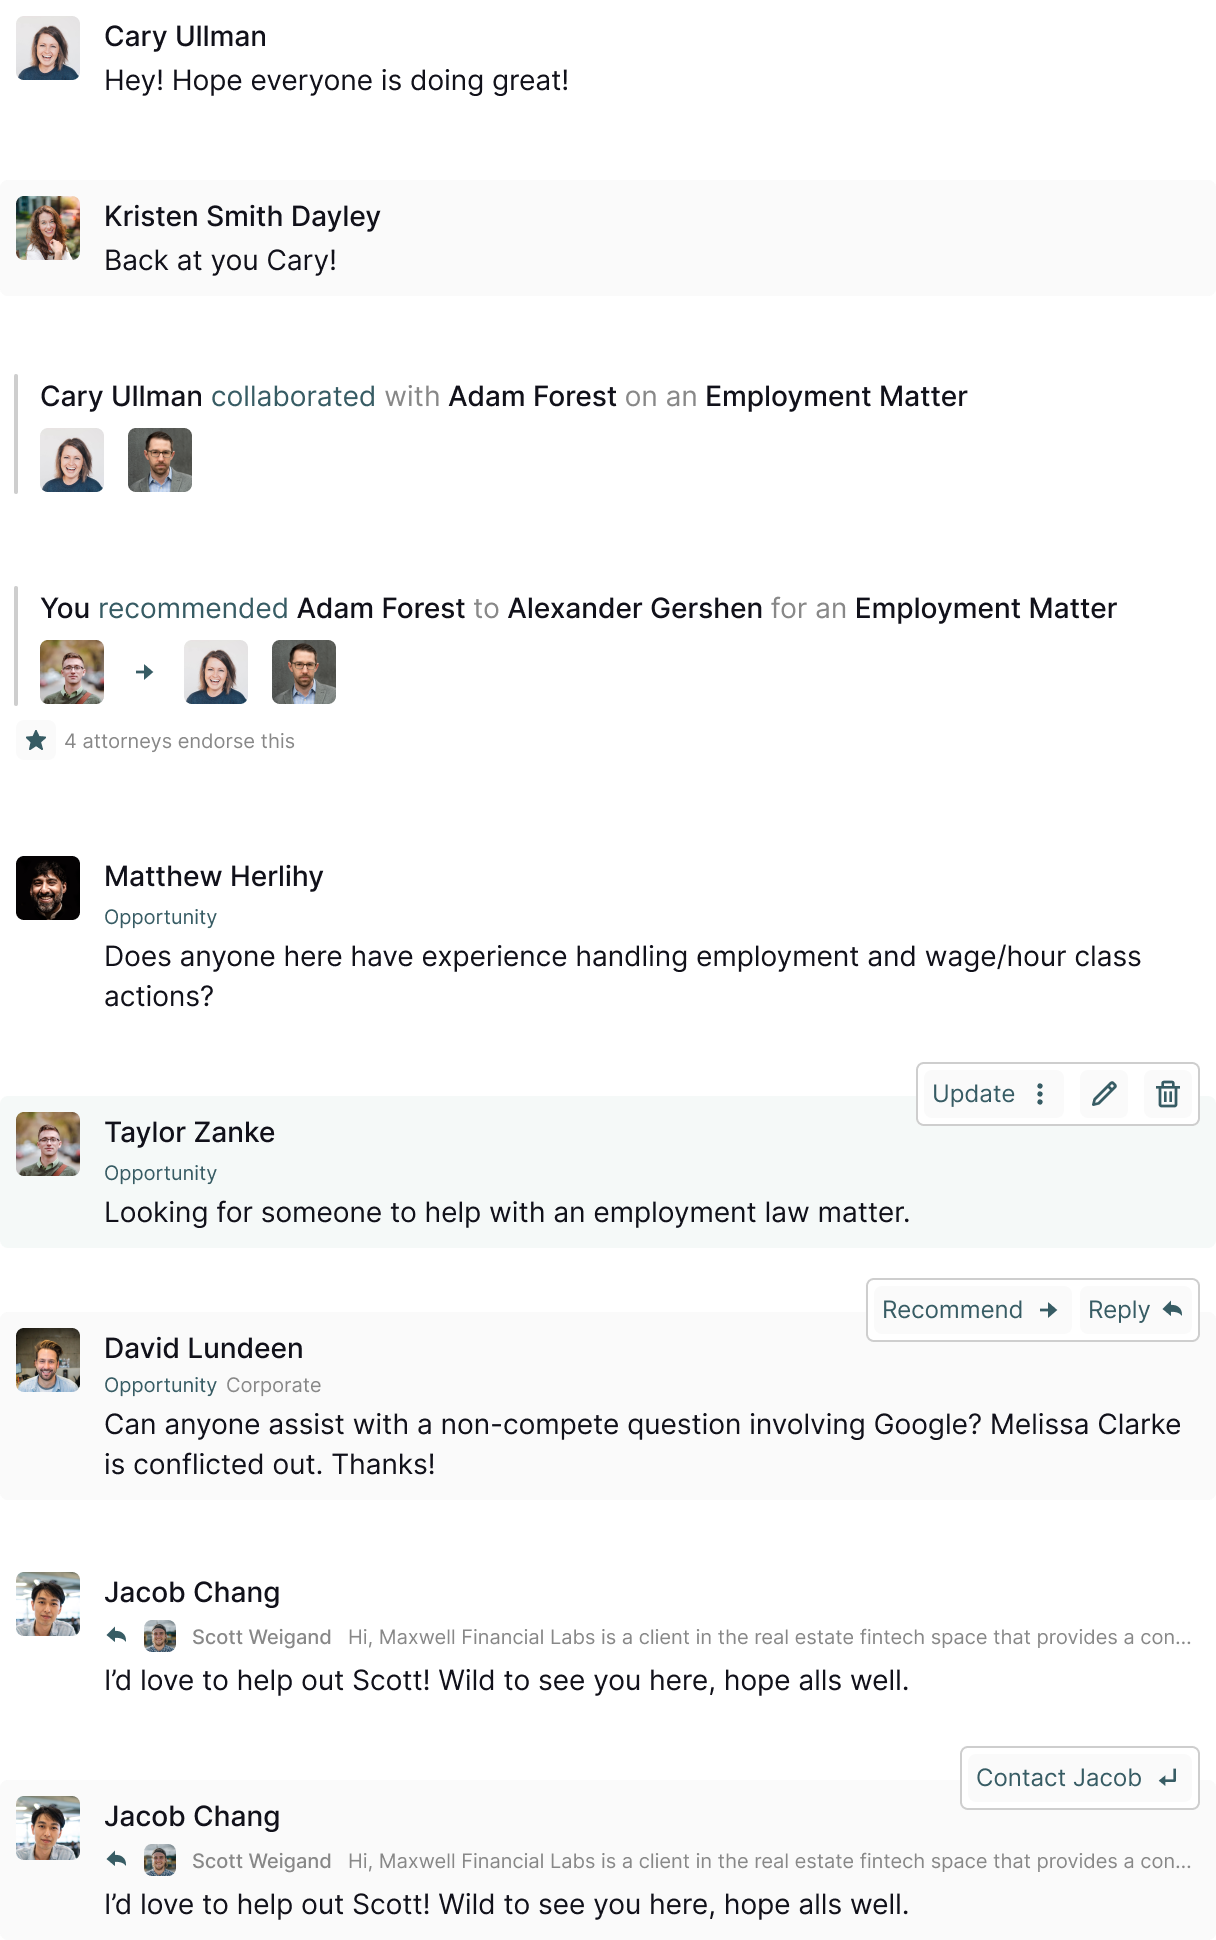 Cary Ullman
Hey! Hope everyone is doing great!
Kristen Smith Dayley
Back at you Cary!
Cary Ullman collaborated with Adam Forest on an Employment Matter
You recommended Adam Forest to Alexander Gershen for an Employment Matter
4 attorneys endorse this
Matthew Herlihy
Opportunity
Does anyone here have experience handling employment and wage/hour class
actions?
Update
Taylor Zanke
Opportunity
Looking for someone to help with an employment law matter.
Recommend Reply
David Lundeen
Opportunity Corporate
Can anyone assist with a non-compete question involving Google? Melissa Clarke
is conflicted out. Thanks!
Jacob Chang
Scott Weigand Hi, Maxwell Financial Labs is a client in the real estate fintech space that provides a con...
I’d love to help out Scott! Wild to see you here, hope alls well.
Contact Jacob
Jacob Chang
Scott Weigand Hi, Maxwell Financial Labs is a client in the real estate fintech space that provides a con...
I’d love to help out Scott! Wild to see you here, hope alls well.